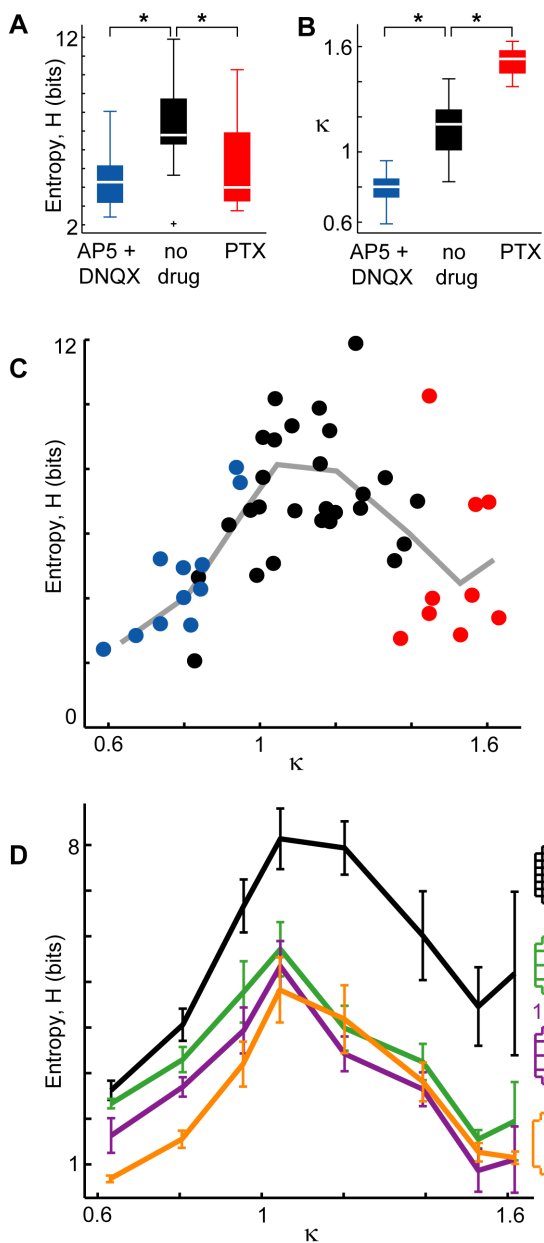 A
12
Entropy, H (bits)
2
* *
AP5 +
DNQX
no
drug
PTX
B
1.6
κ
1
0.6
* *
AP5 +
DNQX
no
drug
PTX
C
12
Entropy, H (bits)
0
0.6
1
1.6
κ
D
8
Entropy, H (bits)
1
0.6
1
1.6
κ
1